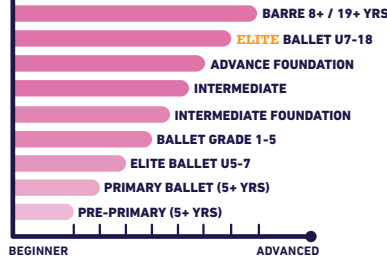 BARRE 8+ / 19+ YRS
ELITE BALLET U7-18
ADVANCE FOUNDATION
INTERMEDIATE
INTERMEDIATE FOUNDATION
BALLET GRADE 1-5
ELITE BALLET U5-7
PRIMARY BALLET (5+ YRS)
PRE-PRIMARY (5+ YRS)
BEGINNER ADVANCED